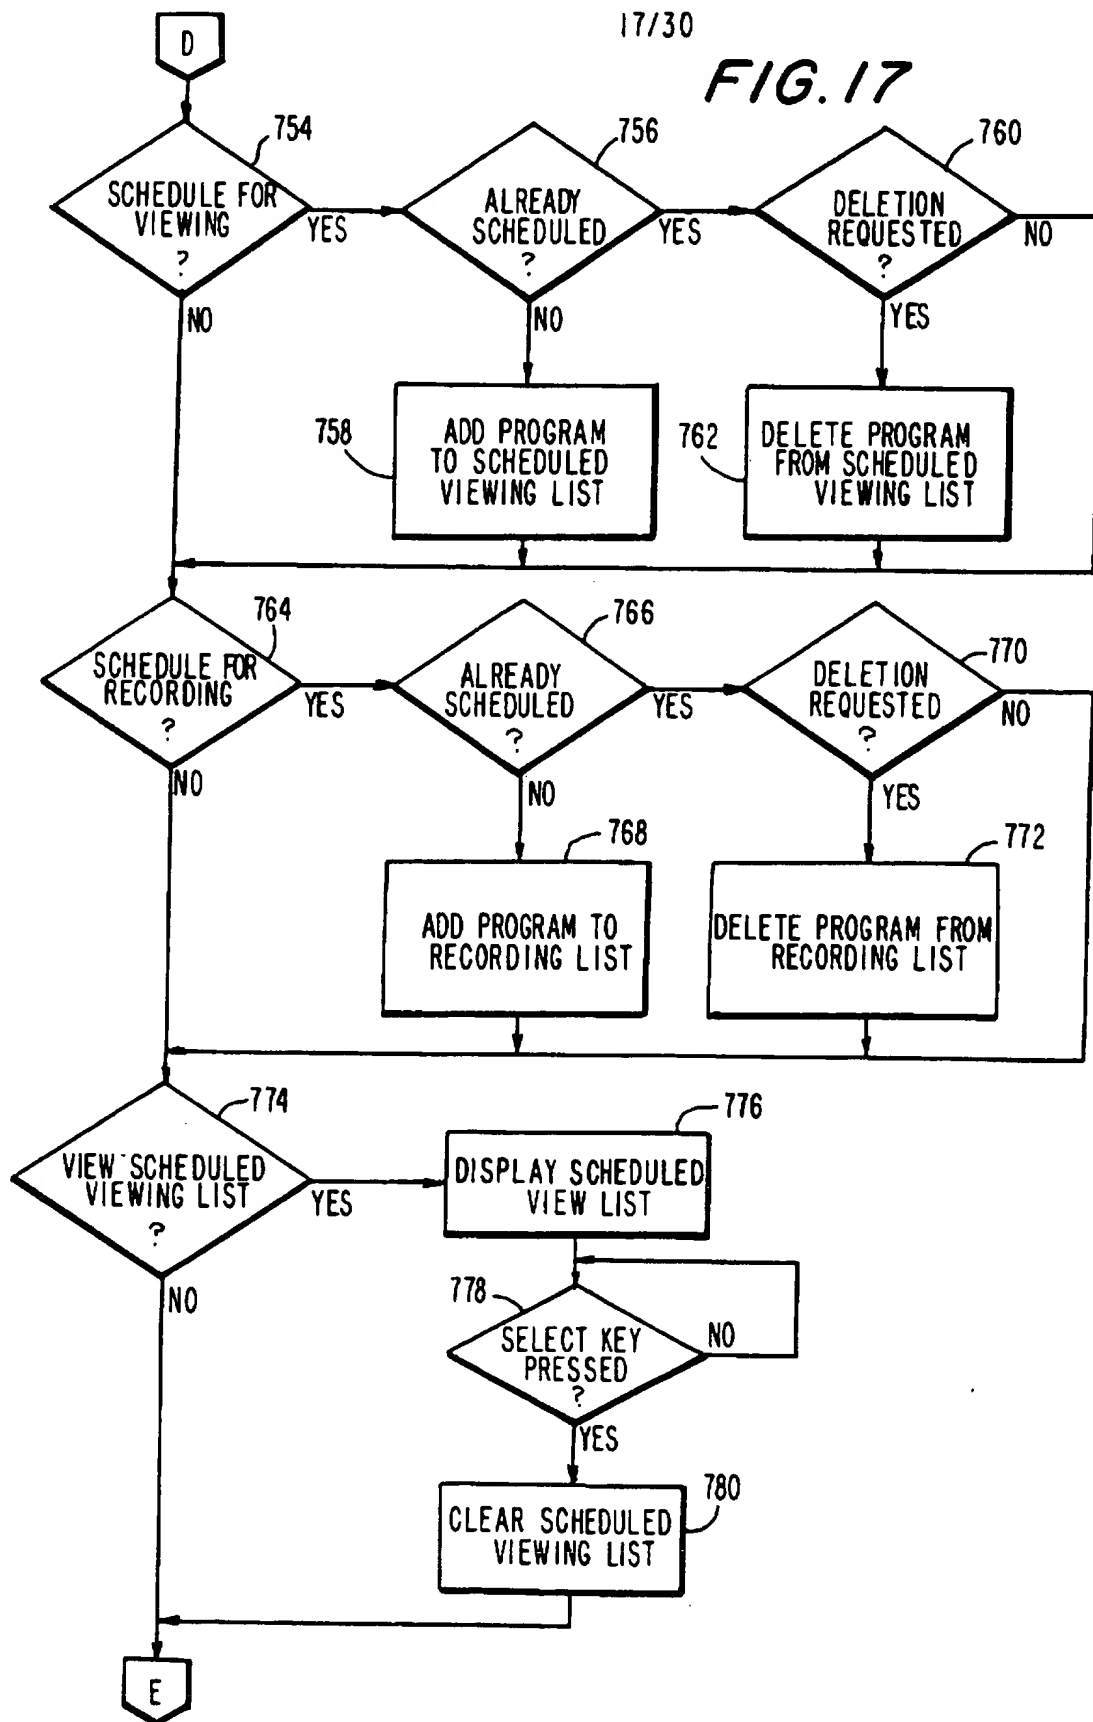 17/30
FIG. 17
D
754
SCHEDULE FOR
VIEWING
?
YES
NO
756
ALREADY
SCHEDULED
?
YES
NO
760
DELETION
REQUESTED
?
NO
YES
758
ADD PROGRAM
TO SCHEDULED
VIEWING LIST
762
DELETE PROGRAM
FROM SCHEDULED
VIEWING LIST
764
SCHEDULE FOR
RECORDING
?
YES
NO
766
ALREADY
SCHEDULED
?
YES
NO
770
DELETION
REQUESTED
?
NO
YES
768
ADD PROGRAM TO
RECORDING LIST
772
DELETE PROGRAM FROM
RECORDING LIST
774
VIEW SCHEDULED
VIEWING LIST
?
YES
NO
776
DISPLAY SCHEDULED
VIEW LIST
778
SELECT KEY
PRESSED
?
NO
YES
780
CLEAR SCHEDULED
VIEWING LIST
E